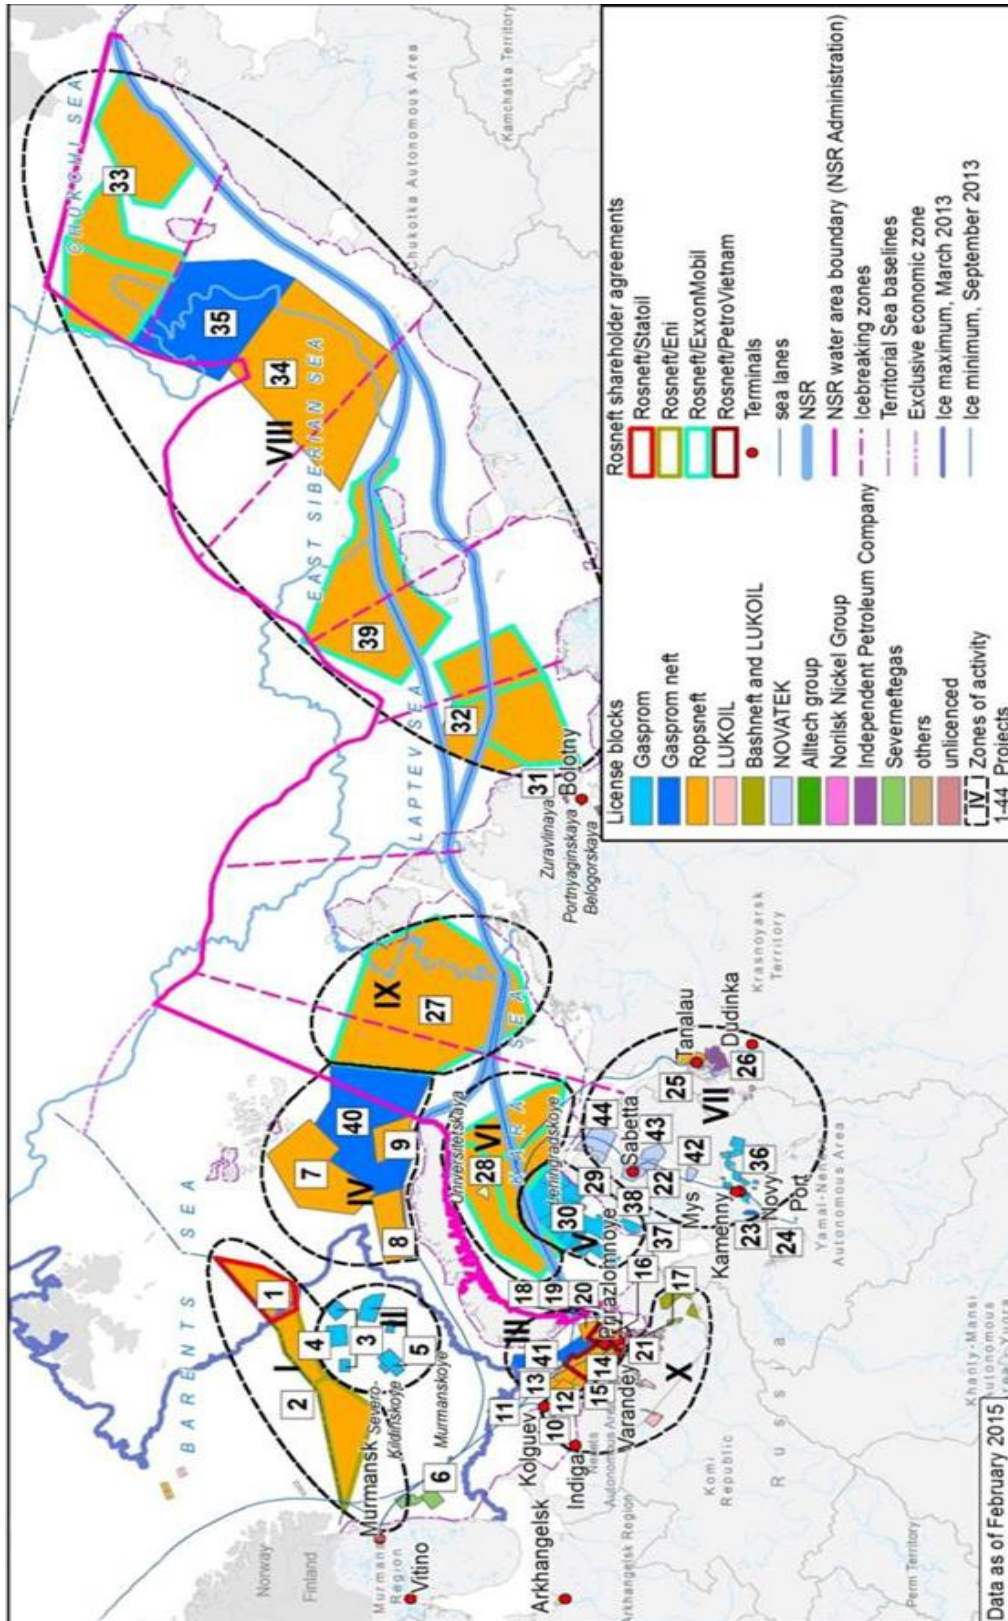 CHUKCHI SEA
33
35
34
VIII
EAST SIBERIAN SEA
39
32
31
Bolotny
LAPTEV SEA
Zuravlinaya
Portnyaginskaya
Belogorskaya
Chukotka Autonomous Area
Kamchatka Territory
IX
27
KARA SEA
40
7
IV
9
8
Universitetskaya
VI
28
Leningradskoye
30
V
29
44
Sabetta
38
43
22
37
42
Mys
Kamenny
25
Tanalau
Dudinka
26
VII
36
23
Novy
Port
24
Krasnoyarsk
Territory
Yamal-Nenets
Autonomous Area
BARENTS SEA
1
I
2
4
3
II
5
Severo-
Kildinskoye
Murmanskoye
Murmansk
6
18
19
20
III
41
Prirazlomnoye
16
17
21
13
11
12
14
15
10
Kolguev
Varandey
Indiga
X
Nenets
Autonomous Area
Komi
Republic
Russia
Khanty-Mansi
Autonomous
Area-Yugra
Norway
Finland
Murmansk
Region
Vitino
Arkhangelsk
Arkhangelsk Region
Perm Territory
License blocks
Gasprom
Gasprom neft
Ropsneft
LUKOIL
Bashneft and LUKOIL
NOVATEK
Alltech group
Norilsk Nickel Group
Independent Petroleum Company
Severneftegas
others
unlicenced
IV Zones of activity
1-44 Projects
Rosneft shareholder agreements
Rosneft/Statoil
Rosneft/Eni
Rosneft/ExxonMobil
Rosneft/PetroVietnam
Terminals
sea lanes
NSR
NSR water area boundary (NSR Administration)
Icebreaking zones
Territorial Sea baselines
Exclusive economic zone
Ice maximum, March 2013
Ice minimum, September 2013
Data as of February 2015